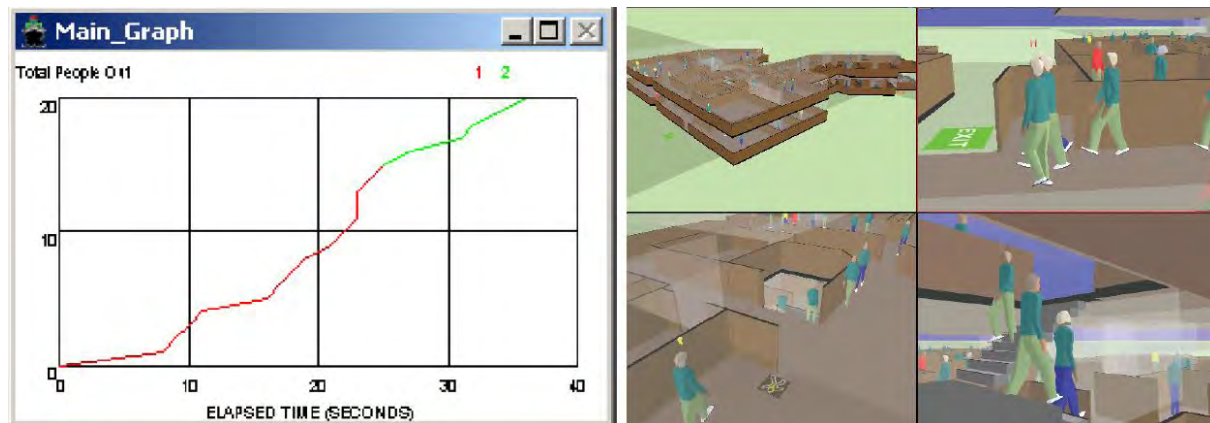 Main_Graph
Total People Out
1 2
20
10
0
0 10 20 30 40
ELAPSED TIME (SECONDS)
EXIT